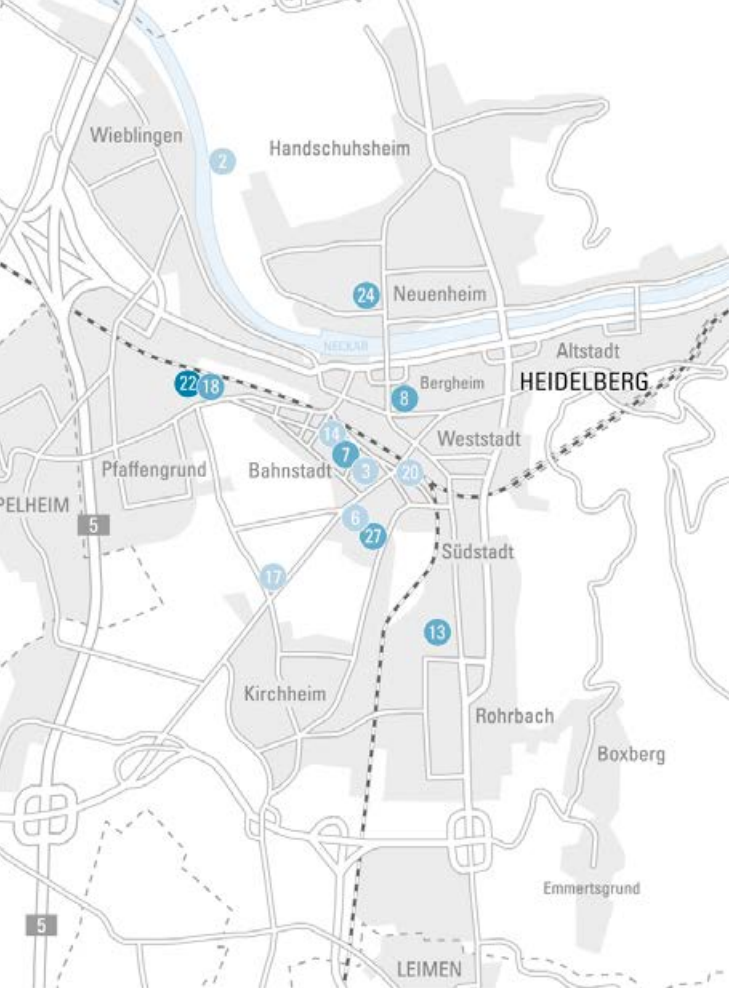 Wieblingen
2
Handschuhsheim
24
Neuenheim
NECKAR
Altstadt
22
18
Bergheim
HEIDELBERG
8
14
Weststadt
7
Pfaffengrund
Bahnstadt
3
20
PELHEIM
5
6
27
Südstadt
17
13
Kirchheim
Rohrbach
Boxberg
Emmertsgrund
5
LEIMEN